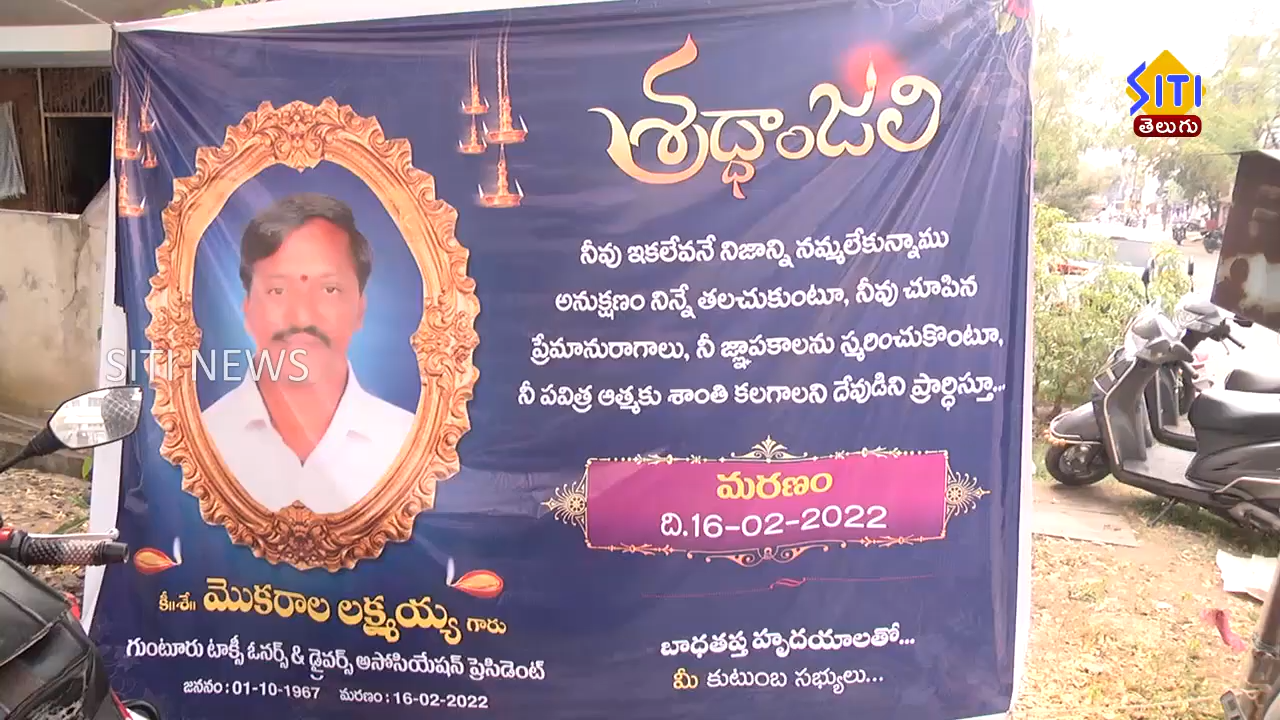 శ్రద్ధాంజలి
నీవు ఇకలేవనే నిజాన్ని నమ్మలేకున్నాము
అనుక్షణం నిన్నే తలచుకుంటూ, నీవు చూపిన
ప్రేమానురాగాలు, నీ జ్ఞాపకాలను స్మరించుకొంటూ,
నీ పవిత్ర ఆత్మకు శాంతి కలగాలని దేవుడిని ప్రార్ధిస్తూ...
మరణం
ది.16-02-2022
కీ॥శే॥ మొకరాల లక్ష్మయ్య గారు
గుంటూరు టాక్సీ ఓనర్స్ & డ్రైవర్స్ అసోసియేషన్ ప్రెసిడెంట్
జననం : 01-10-1967 మరణం : 16-02-2022
బాధతప్త హృదయాలతో...
మీ కుటుంబ సభ్యులు...
SITI
తెలుగు
SITI NEWS